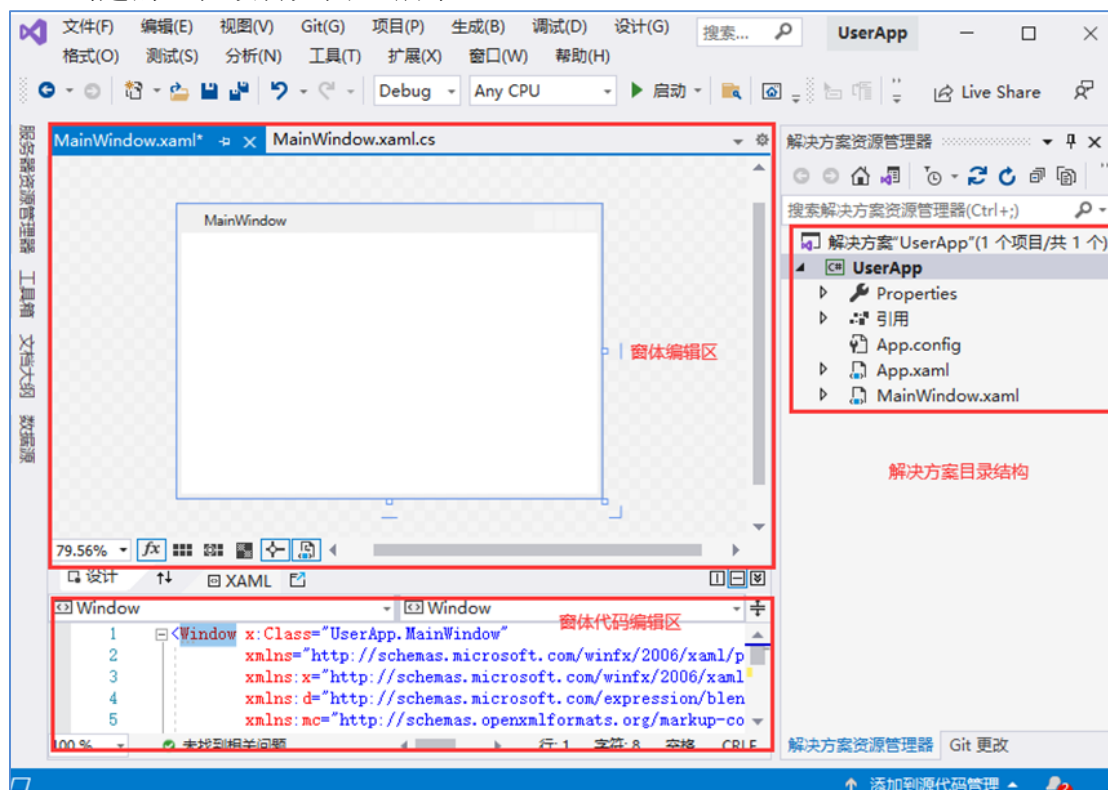 文件(F) 编辑(E) 视图(V) Git(G) 项目(P) 生成(B) 调试(D) 设计(G) 搜索... UserApp
格式(O) 测试(S) 分析(N) 工具(T) 扩展(X) 窗口(W) 帮助(H)
Debug Any CPU 启动 Live Share
服务器资源管理器
工具箱
文档大纲
数据源
MainWindow.xaml* MainWindow.xaml.cs
MainWindow
窗体编辑区
79.56% fx
设计 XAML
Window Window
窗体代码编辑区
1 <Window x:Class="UserApp.MainWindow"
2 xmlns="http://schemas.microsoft.com/winfx/2006/xaml/p
3 xmlns:x="http://schemas.microsoft.com/winfx/2006/xaml
4 xmlns:d="http://schemas.microsoft.com/expression/blen
5 xmlns:mc="http://schemas.openxmlformats.org/markup-co
100 % 未找到相关问题 行: 1 字符: 8 空格 CRLF
解决方案资源管理器
搜索解决方案资源管理器(Ctrl+;)
解决方案"UserApp"(1 个项目/共 1 个)
C# UserApp
Properties
引用
App.config
App.xaml
MainWindow.xaml
解决方案目录结构
解决方案资源管理器 Git 更改
添加到源代码管理 2